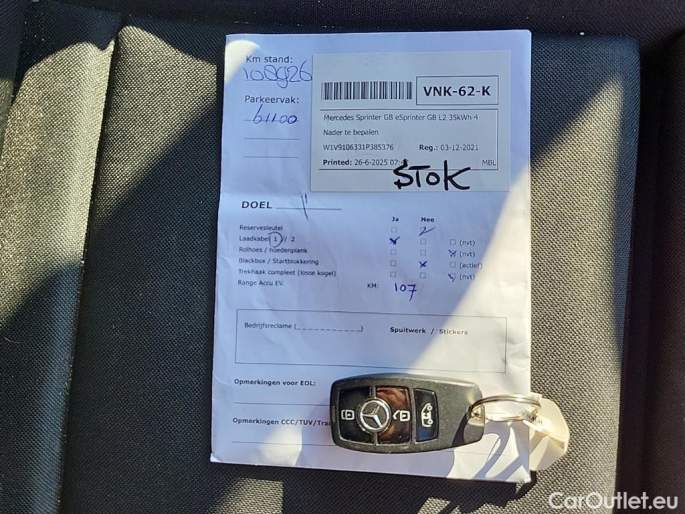 Km stand:
108926
Parkeervak:
61100
VNK-62-K
Mercedes Sprinter GB eSprinter GB L2 35kWh 4
Nader te bepalen
W1V9106331P385376 Reg.: 03-12-2021
Printed: 26-6-2025 07: MBL
STOK
DOEL
Ja Nee
Reservesleutel
Laadkabel 1 / 2 (nvt)
Rolhoes / hoedenplank (nvt)
Blackbox / Startblokkering (actief)
Trekhaak compleet (losse kogel) (nvt)
Range Accu EV. KM: 107
Bedrijfsreclame (_ _ _ _ _ _ _ _) Spuitwerk / Stickers
Opmerkingen voor EOL:
Opmerkingen CCC/TUV/
CarOutlet.eu